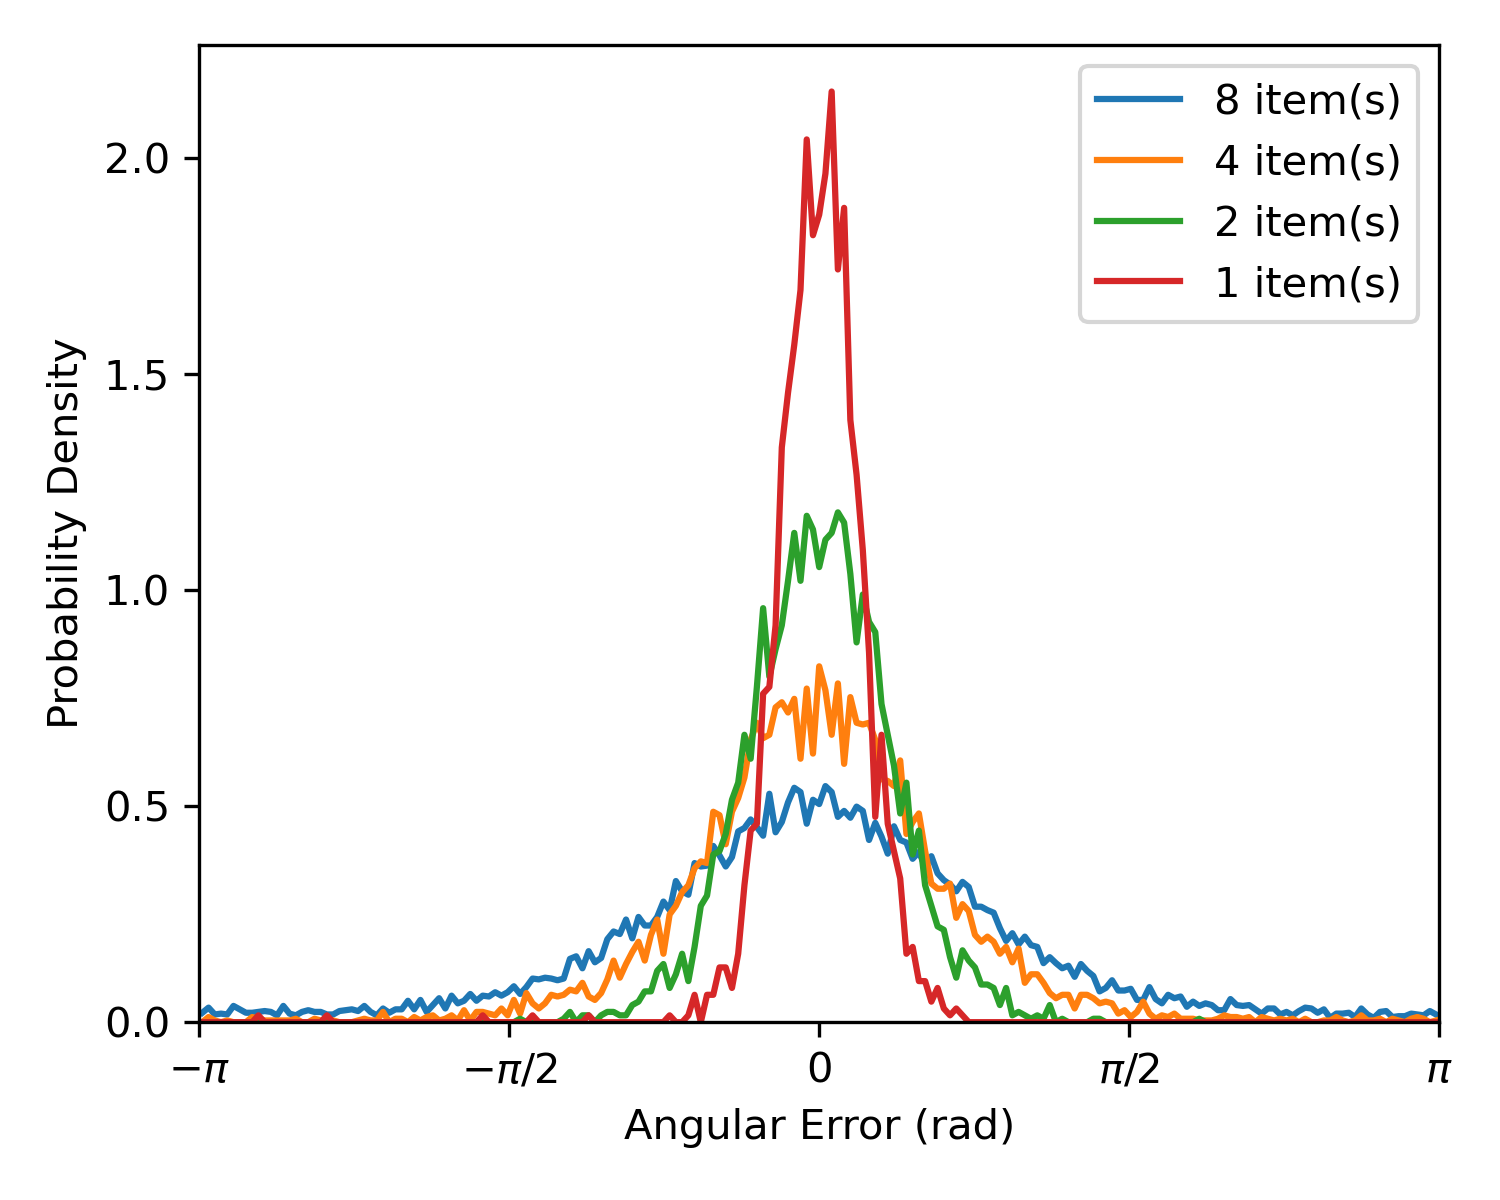 8 item(s)
4 item(s)
2 item(s)
1 item(s)
2.0
1.5
1.0
0.5
0.0
Probability Density
−π
−π/2
0
π/2
π
Angular Error (rad)